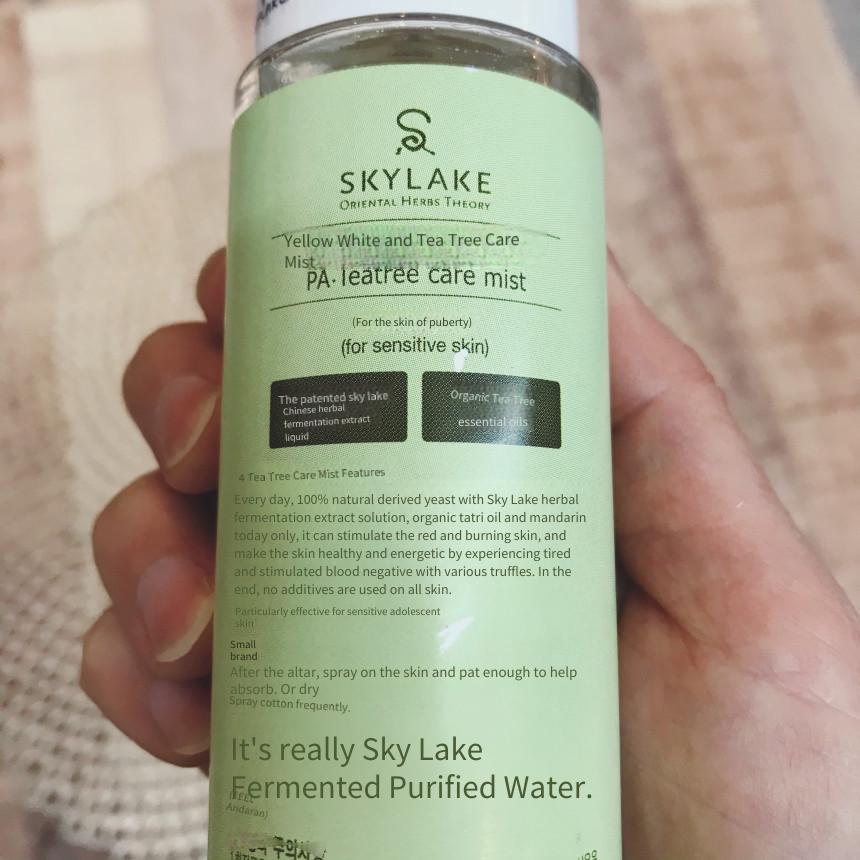 SKYLAKE
ORIENTAL HERBS THEORY
Yellow White and Tea Tree Care
Mist
PA·Teatree care mist
(For the skin of puberty)
(for sensitive skin)
The patented sky lake
Chinese herbal
fermentation extract
liquid
Organic Tea Tree
essential oils
4 Tea Tree Care Mist Features
Every day, 100% natural derived yeast with Sky Lake herbal
fermentation extract solution, organic tatri oil and mandarin
today only, it can stimulate the red and burning skin, and
make the skin healthy and energetic by experiencing tired
and stimulated blood negative with various truffles. In the
end, no additives are used on all skin.
Particularly effective for sensitive adolescent
skin
Small
brand
After the altar, spray on the skin and pat enough to help
absorb. Or dry
Spray cotton frequently.
It's really Sky Lake
Fermented Purified Water.
Andaran)